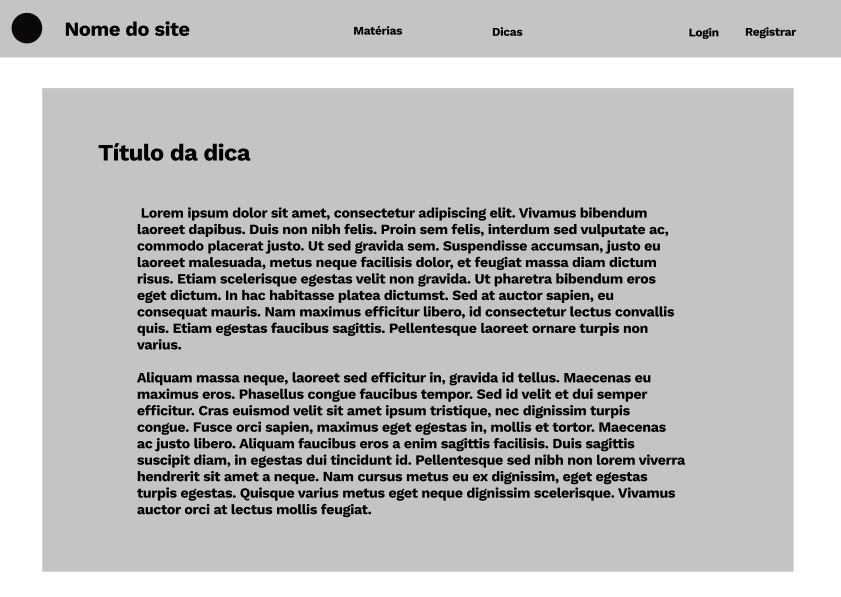 Nome do site
Matérias
Dicas
Login
Registrar
Título da dica
Lorem ipsum dolor sit amet, consectetur adipiscing elit. Vivamus bibendum
laoreet dapibus. Duis non nibh felis. Proin sem felis, interdum sed vulputate ac,
commodo placerat justo. Ut sed gravida sem. Suspendisse accumsan, justo eu
laoreet malesuada, metus neque facilisis dolor, et feugiat massa diam dictum
risus. Etiam scelerisque egestas velit non gravida. Ut pharetra bibendum eros
eget dictum. In hac habitasse platea dictumst. Sed at auctor sapien, eu
consequat mauris. Nam maximus efficitur libero, id consectetur lectus convallis
quis. Etiam egestas faucibus sagittis. Pellentesque laoreet ornare turpis non
varius.
Aliquam massa neque, laoreet sed efficitur in, gravida id tellus. Maecenas eu
maximus eros. Phasellus congue faucibus tempor. Sed id velit et dui semper
efficitur. Cras euismod velit sit amet ipsum tristique, nec dignissim turpis
congue. Fusce orci sapien, maximus eget egestas in, mollis et tortor. Maecenas
ac justo libero. Aliquam faucibus eros a enim sagittis facilisis. Duis sagittis
suscipit diam, in egestas dui tincidunt id. Pellentesque sed nibh non lorem viverra
hendrerit sit amet a neque. Nam cursus metus eu ex dignissim, eget egestas
turpis egestas. Quisque varius metus eget neque dignissim scelerisque. Vivamus
auctor orci at lectus mollis feugiat.